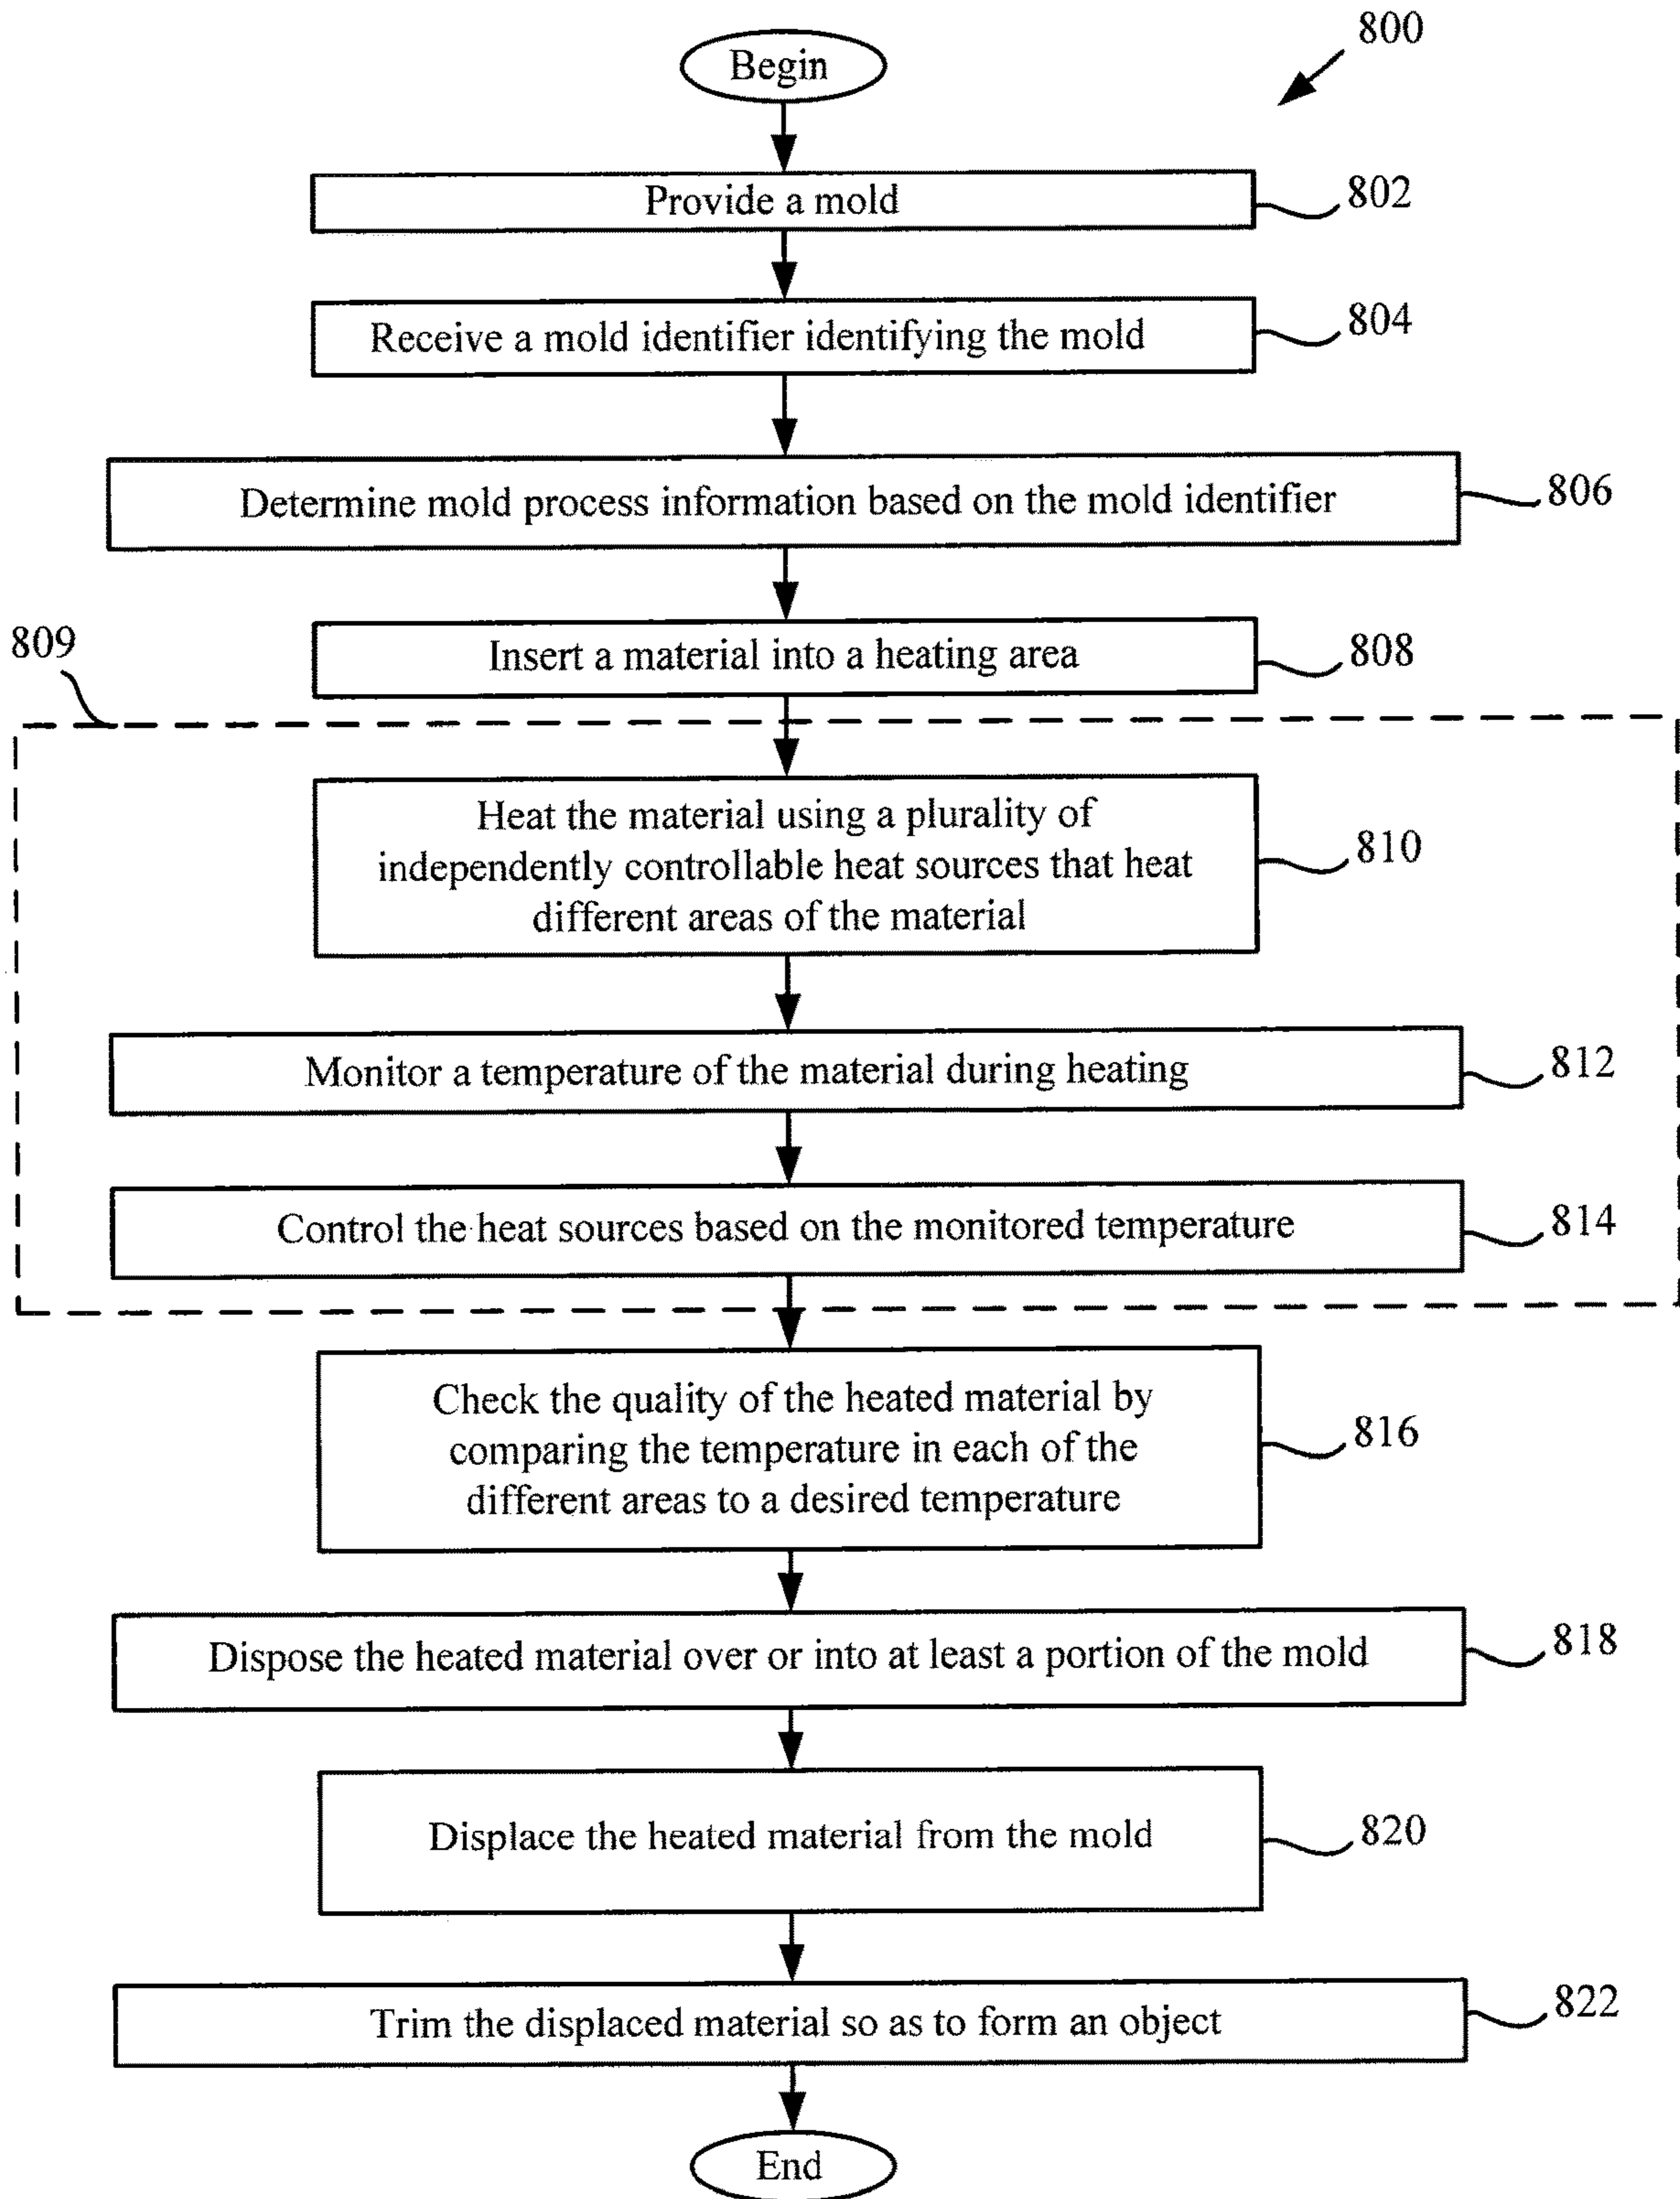 800
Begin
Provide a mold
802
Receive a mold identifier identifying the mold
804
Determine mold process information based on the mold identifier
806
Insert a material into a heating area
808
809
Heat the material using a plurality of
independently controllable heat sources that heat
different areas of the material
810
Monitor a temperature of the material during heating
812
Control the heat sources based on the monitored temperature
814
Check the quality of the heated material by
comparing the temperature in each of the
different areas to a desired temperature
816
Dispose the heated material over or into at least a portion of the mold
818
Displace the heated material from the mold
820
Trim the displaced material so as to form an object
822
End